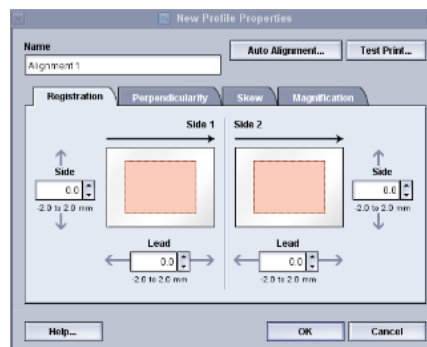 New Profile Properties
Name
Auto Alignment...
Test Print...
Alignment 1
Registration
Perpendicularity
Skew
Magnification
Side 1
Side 2
Side
0.0
-2.0 to 2.0 mm
Side
0.0
-2.0 to 2.0 mm
Lead
0.0
-2.0 to 2.0 mm
Lead
0.0
-2.0 to 2.0 mm
Help...
OK
Cancel